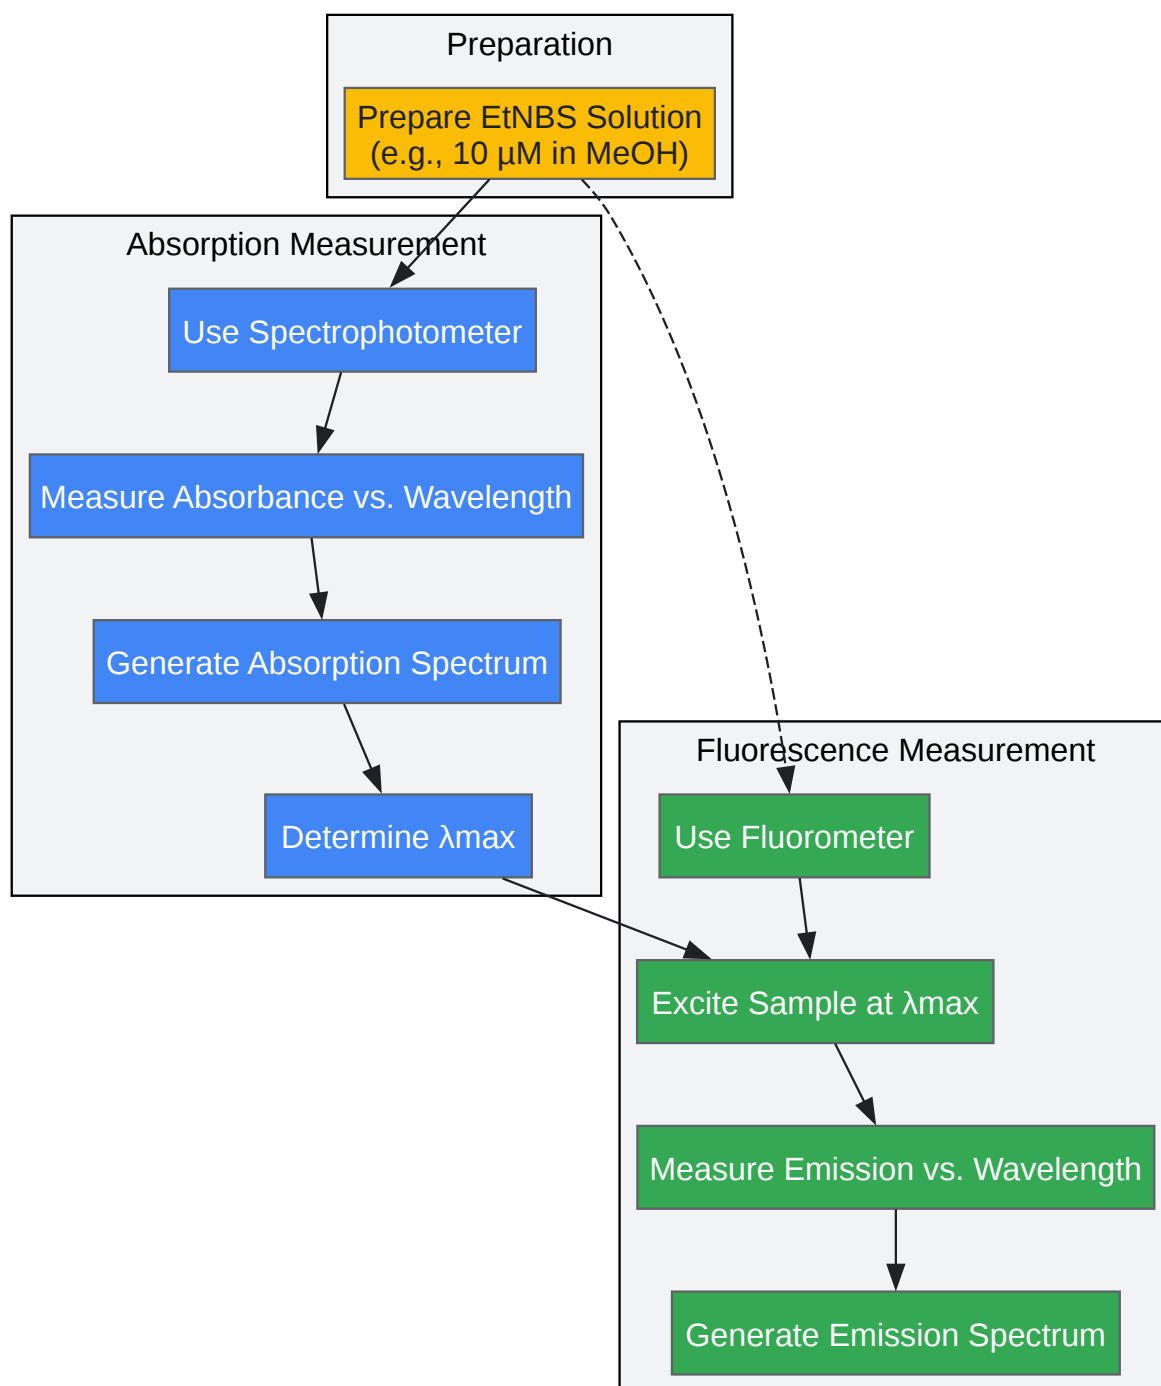 Preparation
Prepare EtNBS Solution
(e.g., 10 µM in MeOH)
Absorption Measurement
Use Spectrophotometer
Measure Absorbance vs. Wavelength
Generate Absorption Spectrum
Determine λmax
Fluorescence Measurement
Use Fluorometer
Excite Sample at λmax
Measure Emission vs. Wavelength
Generate Emission Spectrum